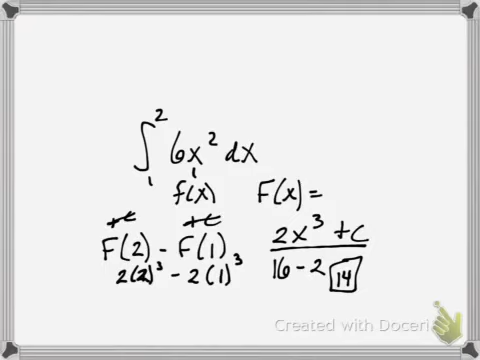 ∫₁² 6x² dx
f(x) F(x) =
+C +C
F(2) - F(1) 2x³ + C
2(2)³ - 2(1)³ 16 - 2 14
Created with Doceri